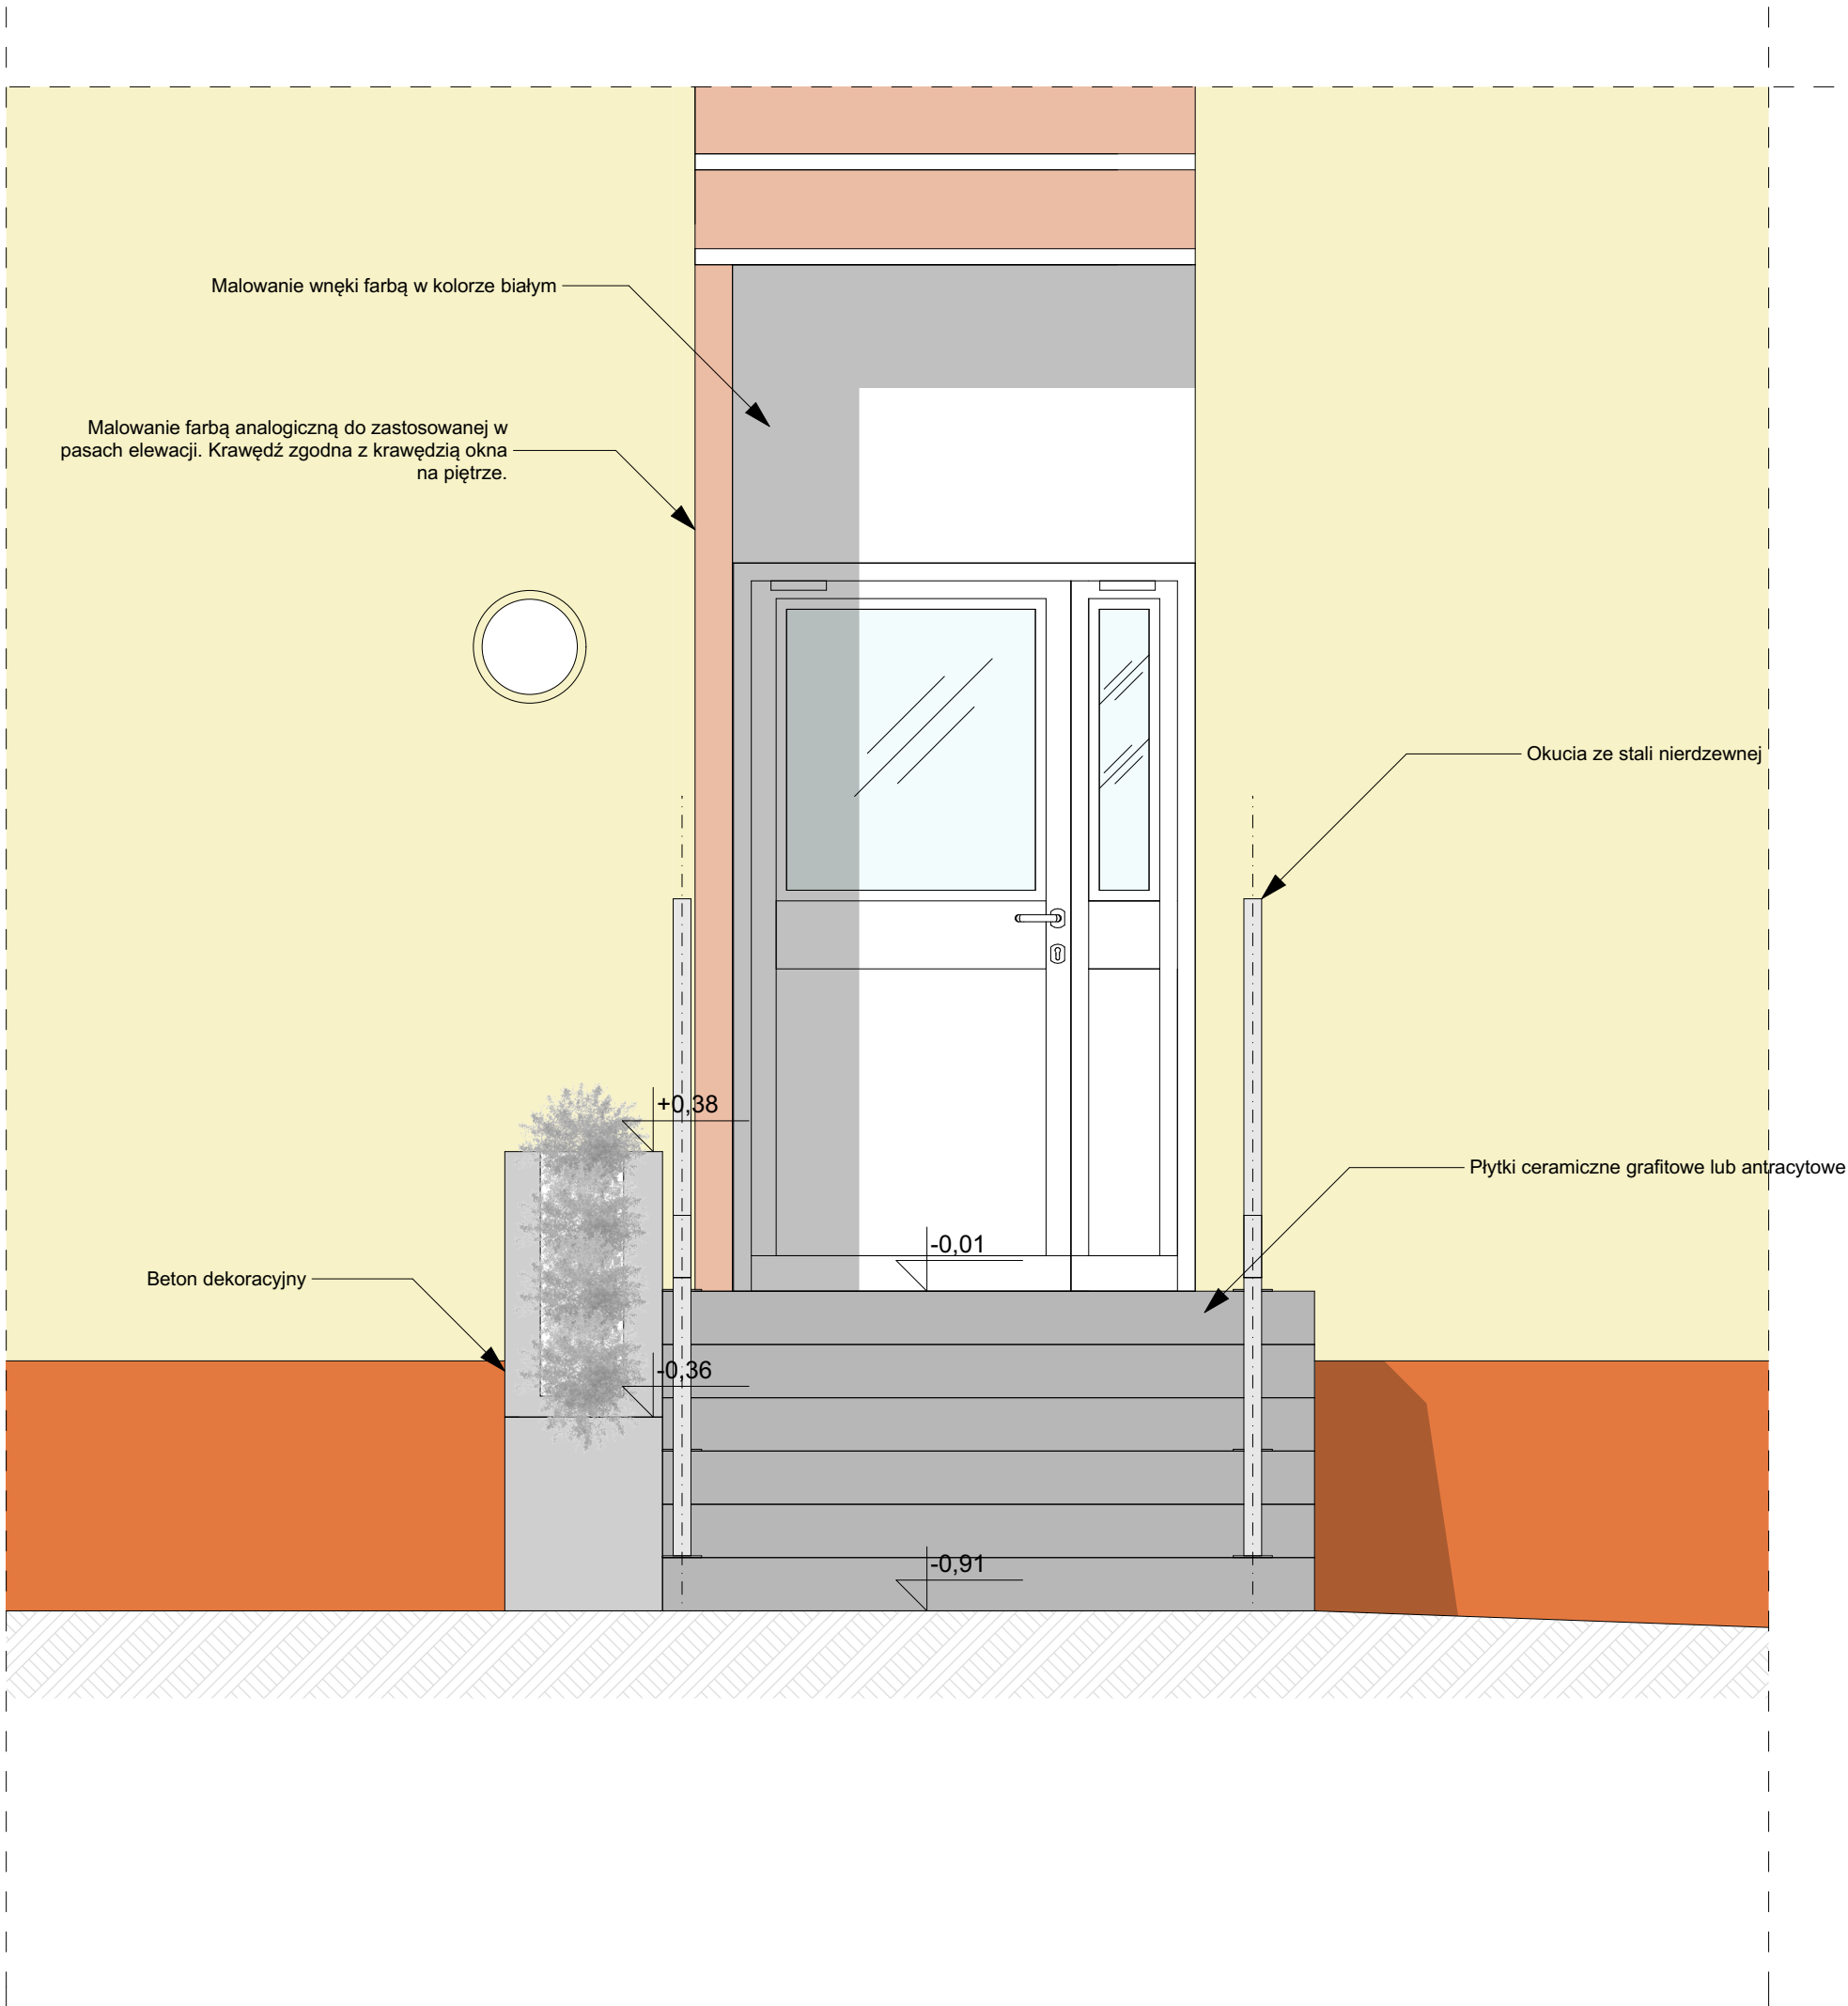 Malowanie wnęki farbą w kolorze białym
Malowanie farbą analogiczną do zastosowanej w
pasach elewacji. Krawędź zgodna z krawędzią okna
na piętrze.
Okucia ze stali nierdzewnej
+0,38
Płytki ceramiczne grafitowe lub antracytowe
-0,01
Beton dekoracyjny
-0,36
-0,91